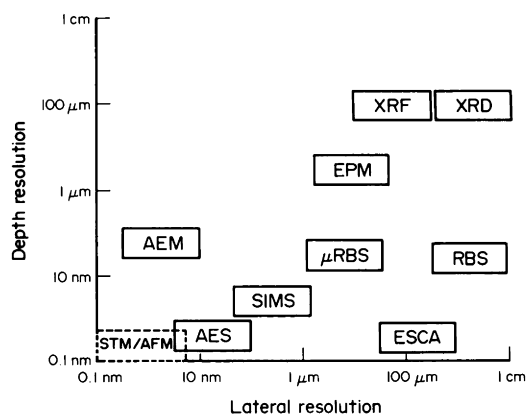 1 cm
100 μm
XRF
XRD
EPM
1 μm
AEM
μRBS
RBS
10 nm
SIMS
STM/AFM
AES
ESCA
0.1 nm
0.1 nm
10 nm
1 μm
100 μm
1 cm
Lateral resolution
Depth resolution